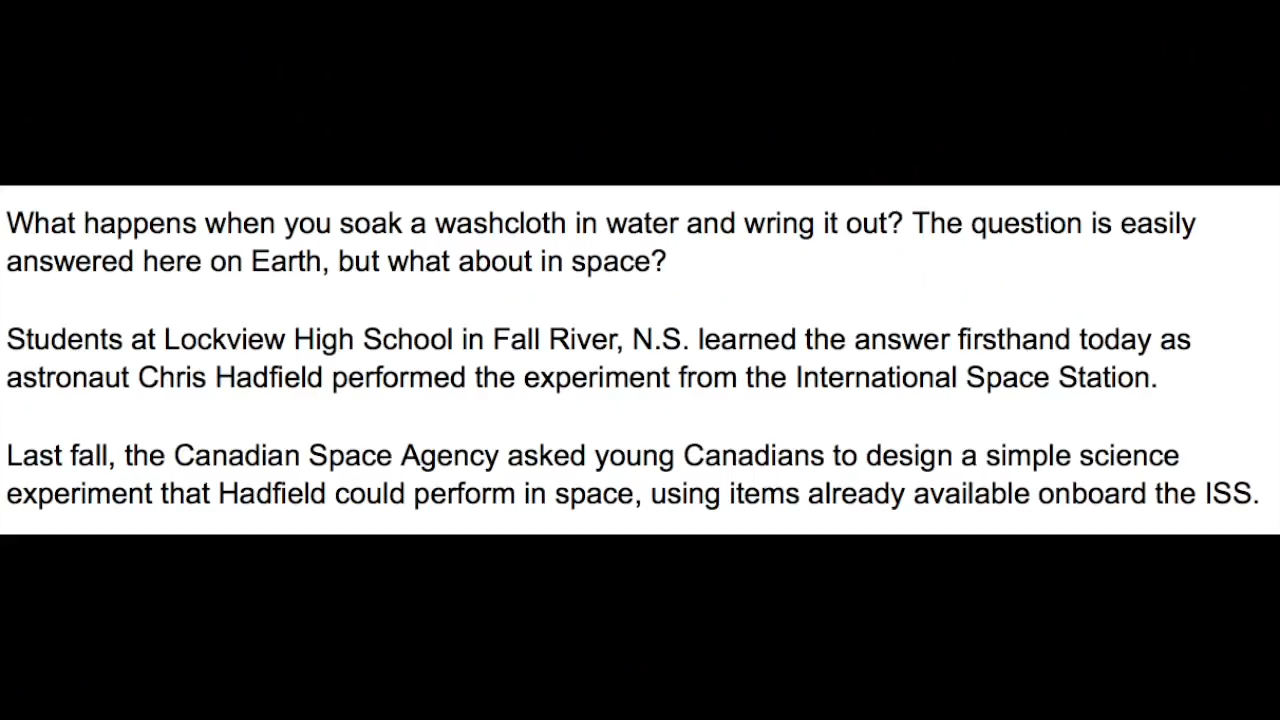 What happens when you soak a washcloth in water and wring it out? The question is easily
answered here on Earth, but what about in space?
Students at Lockview High School in Fall River, N.S. learned the answer firsthand today as
astronaut Chris Hadfield performed the experiment from the International Space Station.
Last fall, the Canadian Space Agency asked young Canadians to design a simple science
experiment that Hadfield could perform in space, using items already available onboard the ISS.